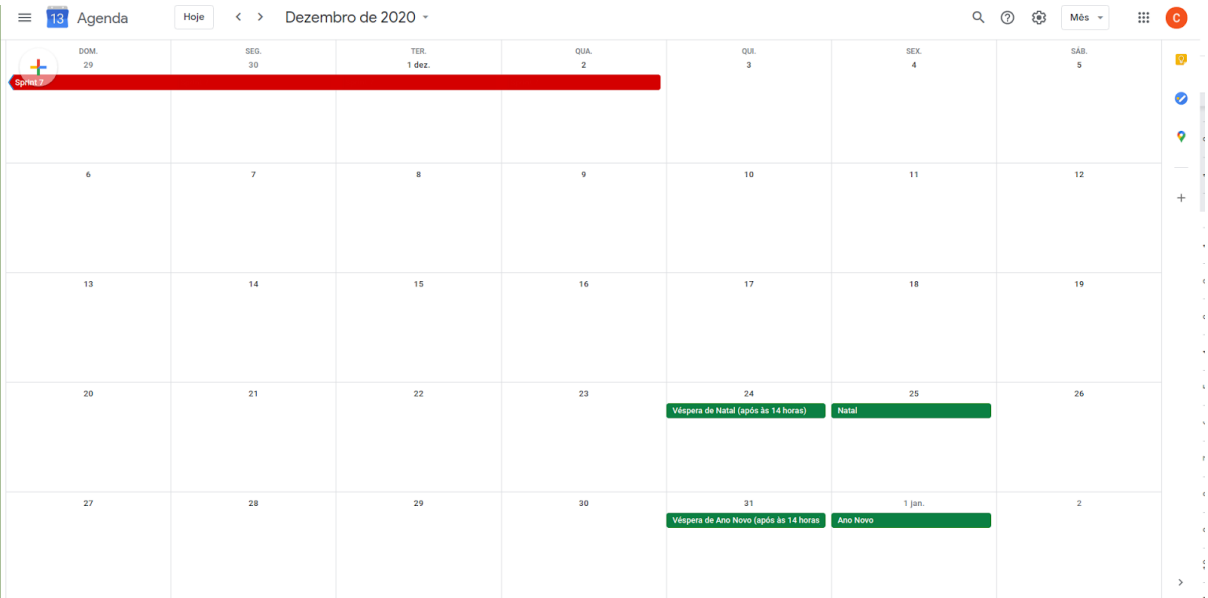 13 Agenda Hoje Dezembro de 2020 Mês C
DOM. SEG. TER. QUA. QUI. SEX. SÁB.
29 30 1 dez. 2 3 4 5
Sprint 7
6 7 8 9 10 11 12
13 14 15 16 17 18 19
20 21 22 23 24 25 26
Véspera de Natal (após às 14 horas) Natal
27 28 29 30 31 1 jan. 2
Véspera de Ano Novo (após às 14 horas Ano Novo